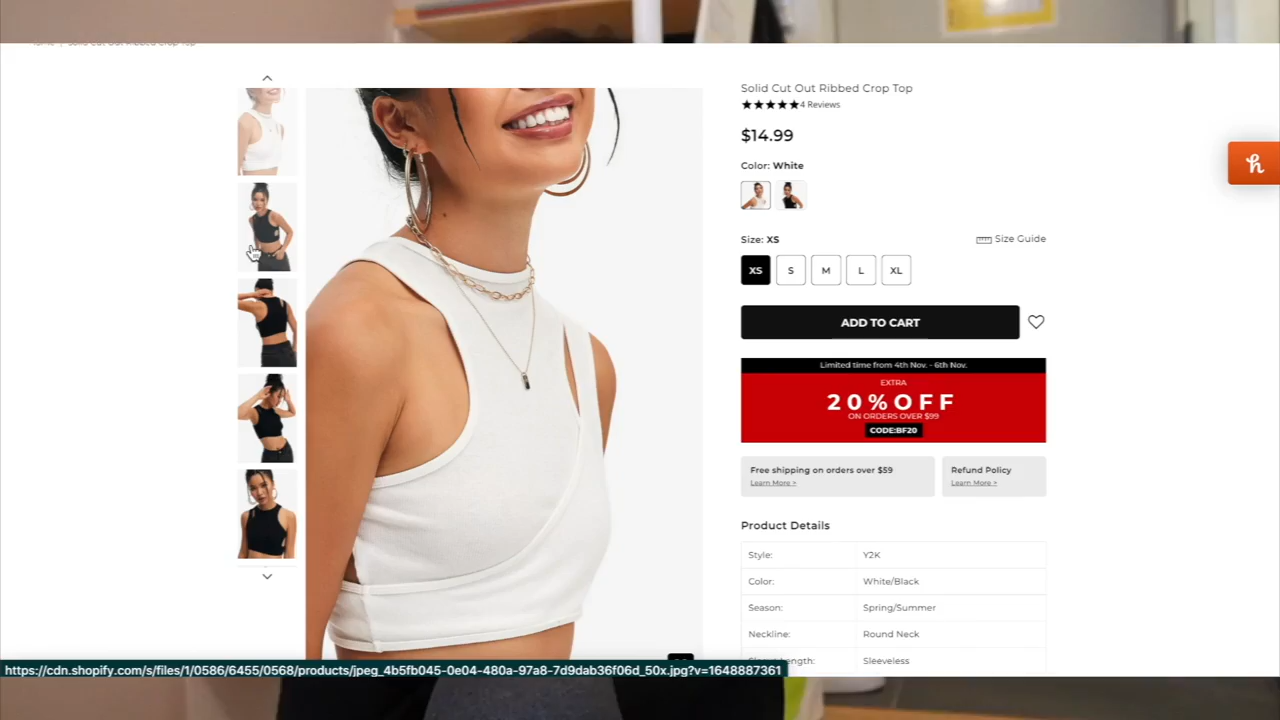 Solid Cut Out Ribbed Crop Top
4 Reviews
$14.99
Color: White
Size: XS
Size Guide
XS
S
M
L
XL
ADD TO CART
Limited time from 4th Nov. - 6th Nov.
EXTRA
20%OFF
ON ORDERS OVER $99
CODE:BF20
Free shipping on orders over $59
Learn More >
Refund Policy
Learn More >
Product Details
Style:
Y2K
Color:
White/Black
Season:
Spring/Summer
Neckline:
Round Neck
Length:
Sleeveless
https://cdn.shopify.com/s/files/1/0586/6455/0568/products/jpeg_4b5fb045-0e04-480a-97a8-7d9dab36f06d_50x.jpg?v=1648887361
h